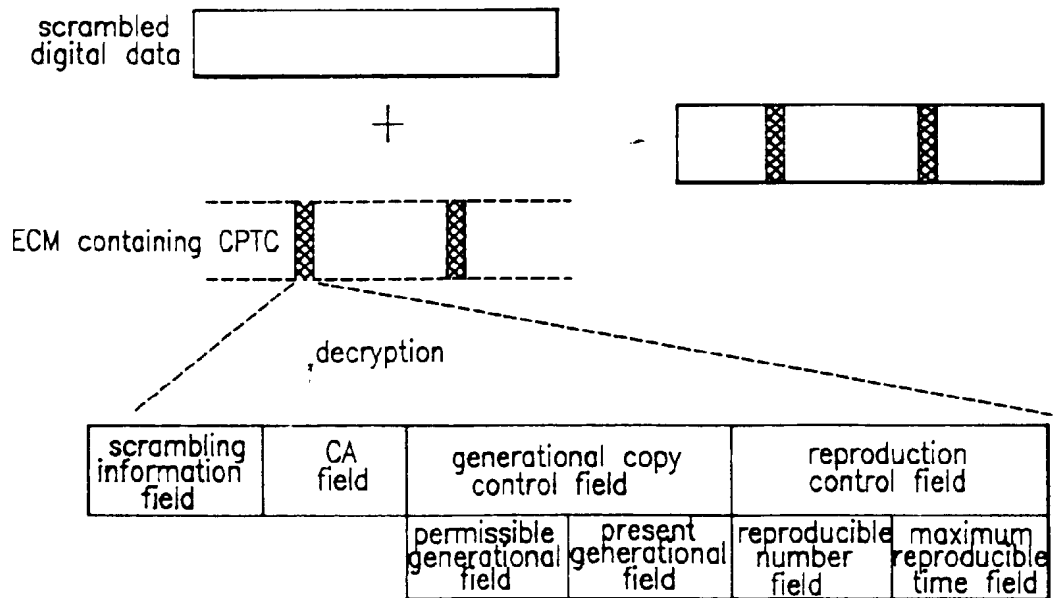 scrambled
digital data
+
ECM containing CPTC
decryption
scrambling
information
field
CA
field
generational copy
control field
reproduction
control field
permissible
generational
field
present
generational
field
reproducible
number
field
maximum
reproducible
time field